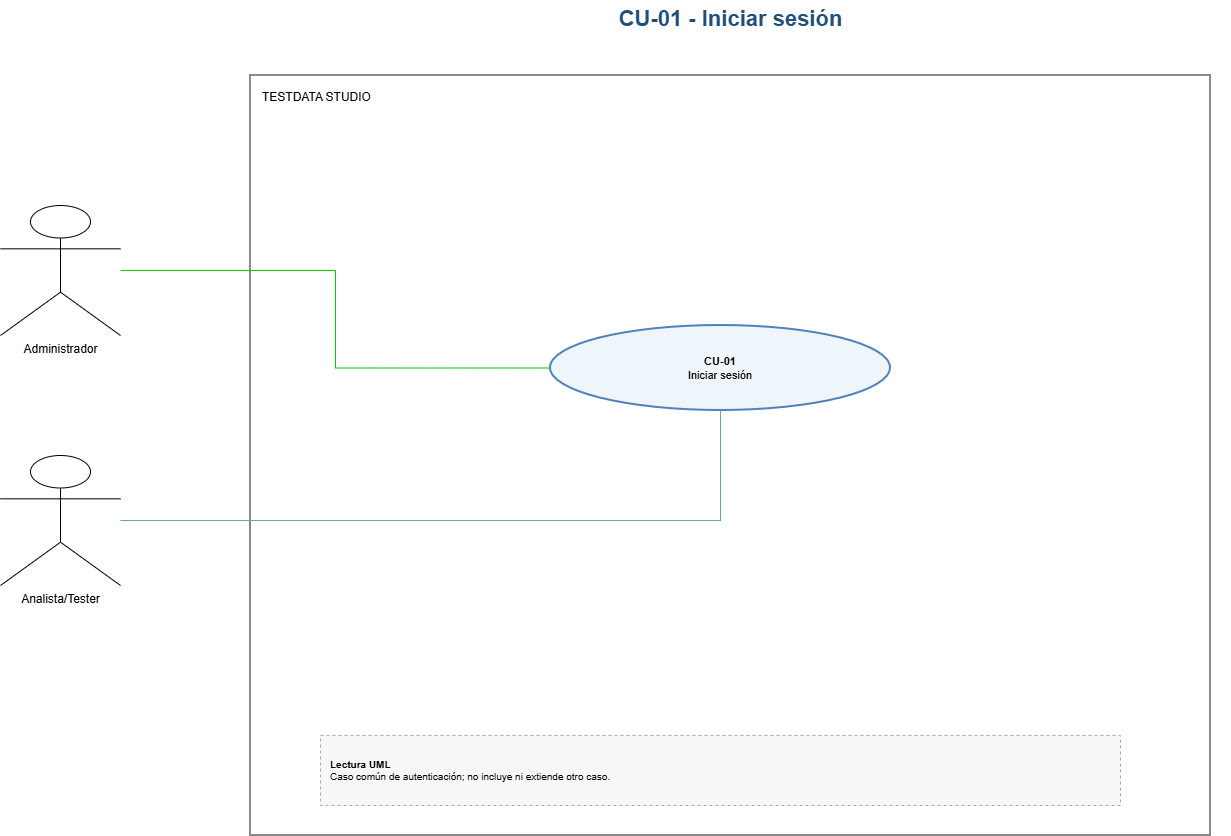 CU-01 - Iniciar sesión
TESTDATA STUDIO
Administrador
CU-01
Iniciar sesión
Analista/Tester
Lectura UML
Caso común de autenticación; no incluye ni extiende otro caso.